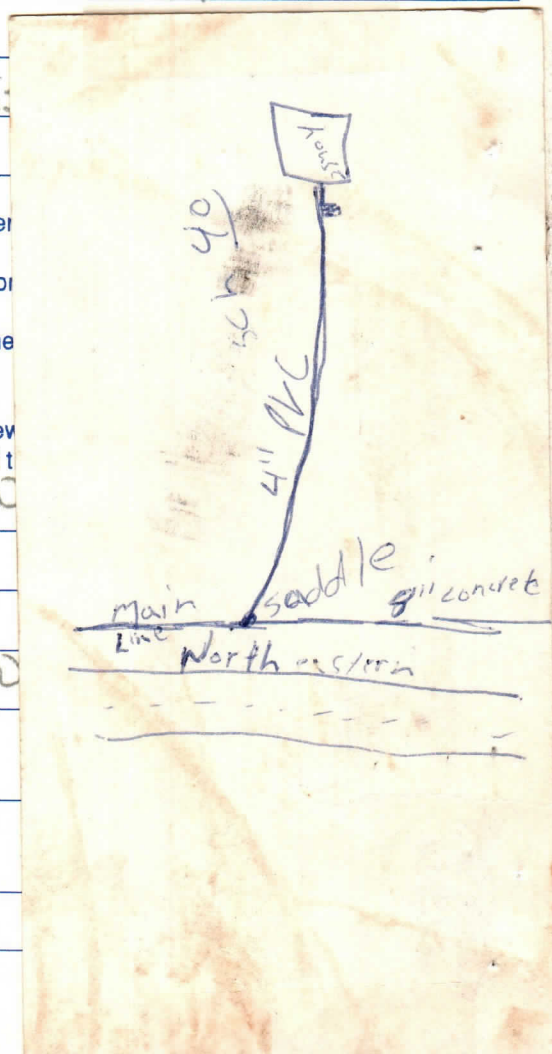 house
sch 40
4" PVC
saddle
8" concrete
Main
Line
Northeastern